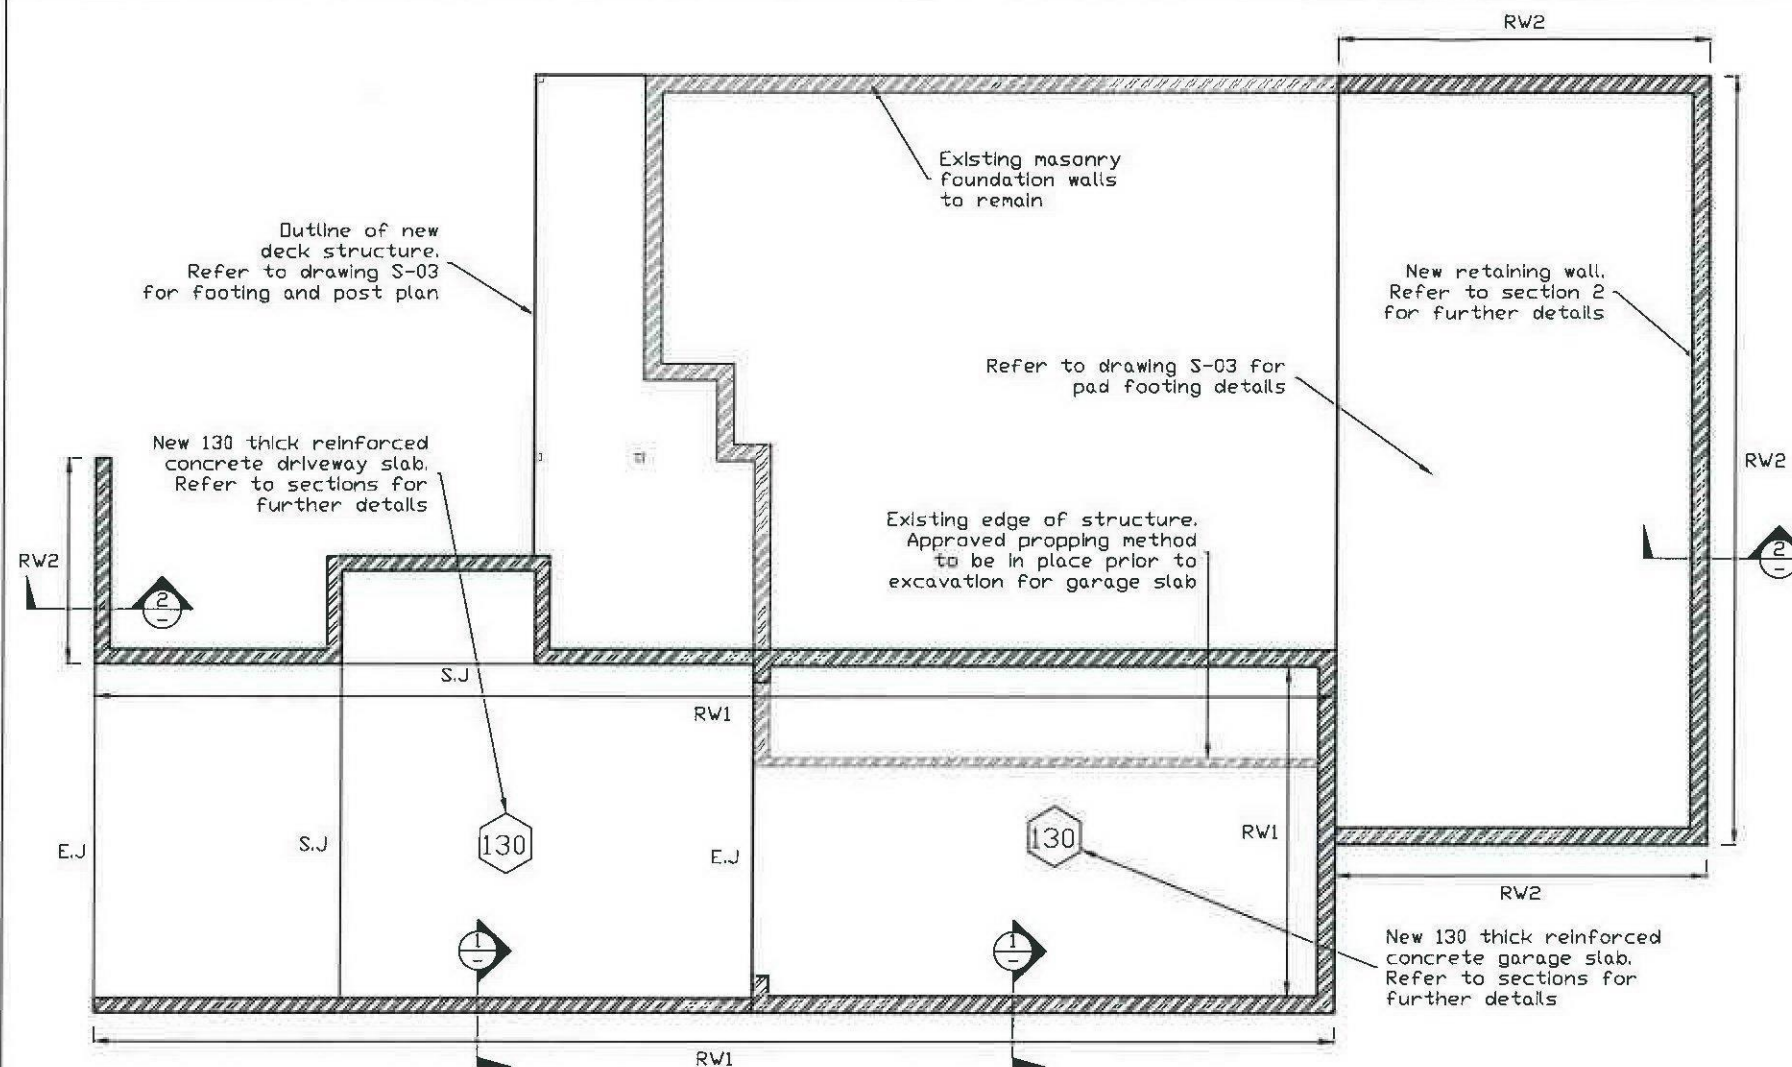 RW2
Existing masonry
foundation walls
to remain
Outline of new
deck structure.
Refer to drawing S-03
for footing and post plan
New retaining wall.
Refer to section 2
for further details
Refer to drawing S-03 for
pad footing details
New 130 thick reinforced
concrete driveway slab.
Refer to sections for
further details
RW2
Existing edge of structure.
Approved propping method
to be in place prior to
excavation for garage slab
RW2
2
-
2
-
S.J
RW1
E.J
S.J
130
E.J
130
RW1
RW2
1
-
1
-
New 130 thick reinforced
concrete garage slab.
Refer to sections for
further details
RW1